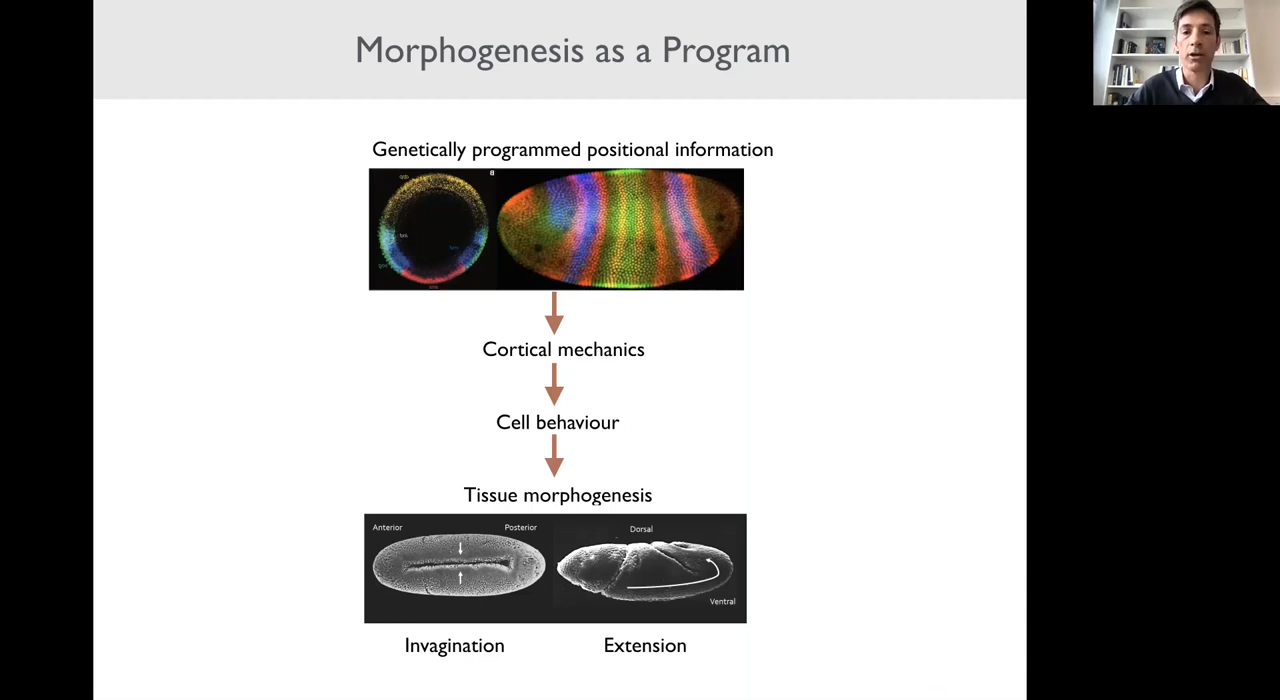 Morphogenesis as a Program
Genetically programmed positional information
Cortical mechanics
Cell behaviour
Tissue morphogenesis
Anterior
Posterior
Dorsal
Ventral
Invagination
Extension